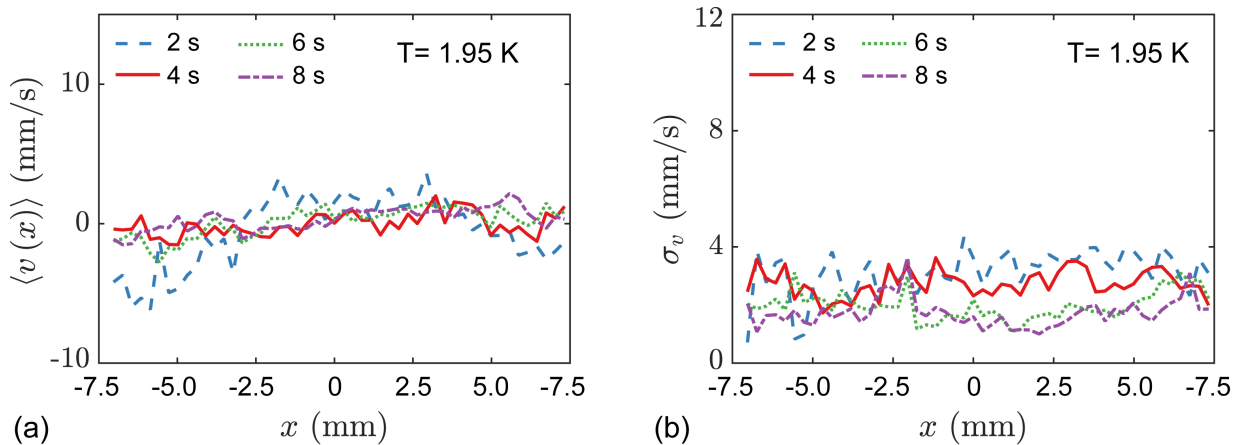 2 s
6 s
4 s
8 s
T= 1.95 K
10
0
-10
⟨v(x)⟩ (mm/s)
-7.5 -5.0 -2.5 0 2.5 5.0 -7.5
(a)
x (mm)
12
2 s
6 s
4 s
8 s
T= 1.95 K
8
4
0
σ_v (mm/s)
-7.5 -5.0 -2.5 0 2.5 5.0 -7.5
(b)
x (mm)